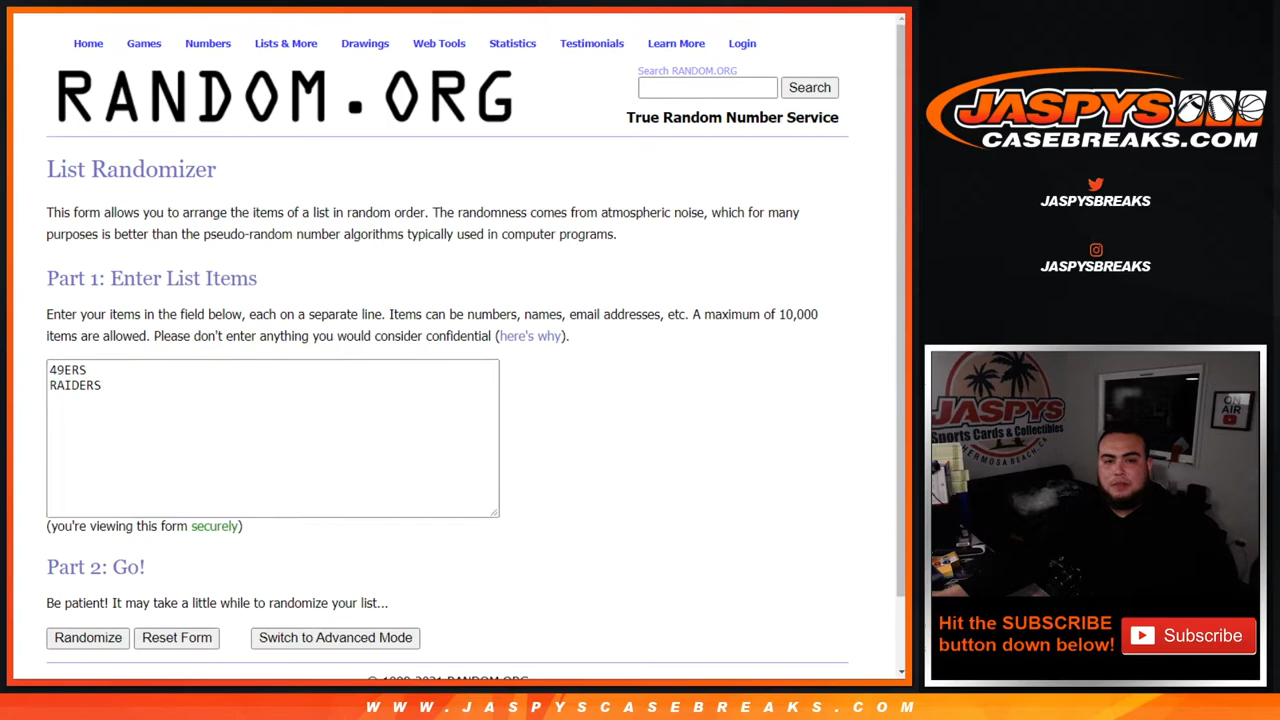 Home Games Numbers Lists & More Drawings Web Tools Statistics Testimonials Learn More Login
RANDOM.ORG
Search RANDOM.ORG
Search
True Random Number Service
List Randomizer
This form allows you to arrange the items of a list in random order. The randomness comes from atmospheric noise, which for many
purposes is better than the pseudo-random number algorithms typically used in computer programs.
Part 1: Enter List Items
Enter your items in the field below, each on a separate line. Items can be numbers, names, email addresses, etc. A maximum of 10,000
items are allowed. Please don't enter anything you would consider confidential (here's why).
49ERS
RAIDERS
(you're viewing this form securely)
Part 2: Go!
Be patient! It may take a little while to randomize your list...
Randomize Reset Form Switch to Advanced Mode
JASPYS
CASEBREAKS.COM
JASPYSBREAKS
JASPYSBREAKS
JASPYS
Sports Cards & Collectibles
HERMOSA BEACH, CA
ON
AIR
Hit the SUBSCRIBE
button down below!
Subscribe
WWW.JASPYSCASEBREAKS.COM